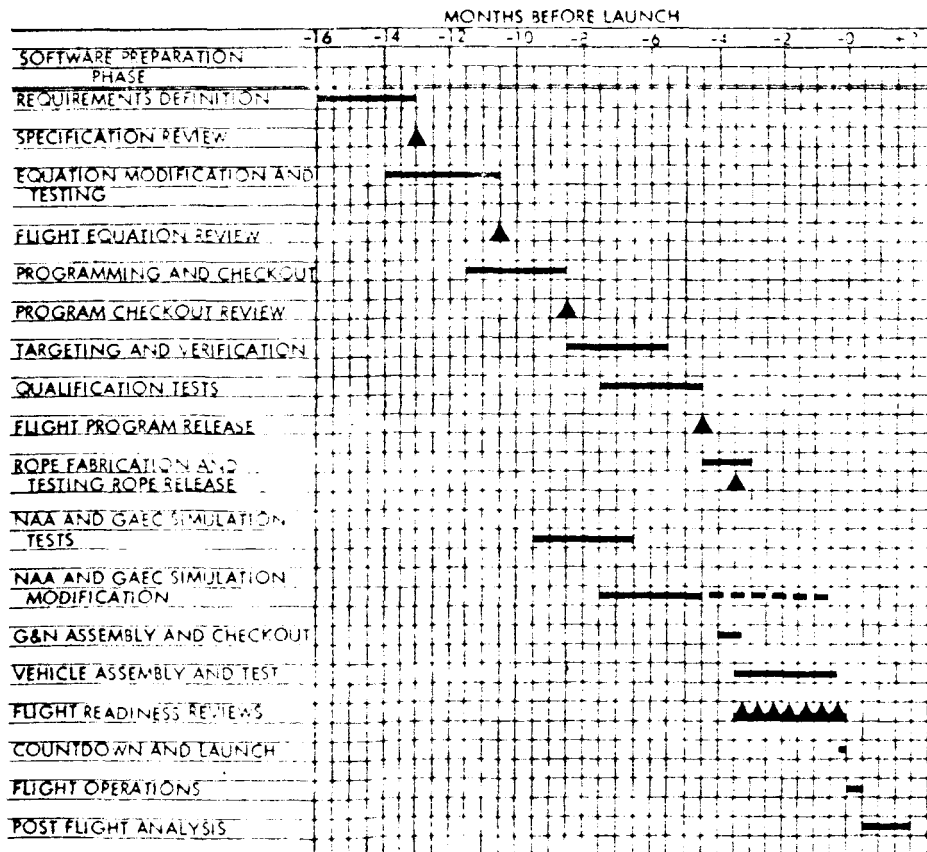 MONTHS BEFORE LAUNCH
-16 -14 -12 -10 -8 -6 -4 -2 -0
SOFTWARE PREPARATION
PHASE
REQUIREMENTS DEFINITION
SPECIFICATION REVIEW
EQUATION MODIFICATION AND
TESTING
FLIGHT EQUATION REVIEW
PROGRAMMING AND CHECKOUT
PROGRAM CHECKOUT REVIEW
TARGETING AND VERIFICATION
QUALIFICATION TESTS
FLIGHT PROGRAM RELEASE
ROPE FABRICATION AND
TESTING ROPE RELEASE
NAA AND GAEC SIMULATION
TESTS
NAA AND GAEC SIMULATION
MODIFICATION
G&N ASSEMBLY AND CHECKOUT
VEHICLE ASSEMBLY AND TEST
FLIGHT READINESS REVIEWS
COUNTDOWN AND LAUNCH
FLIGHT OPERATIONS
POST FLIGHT ANALYSIS